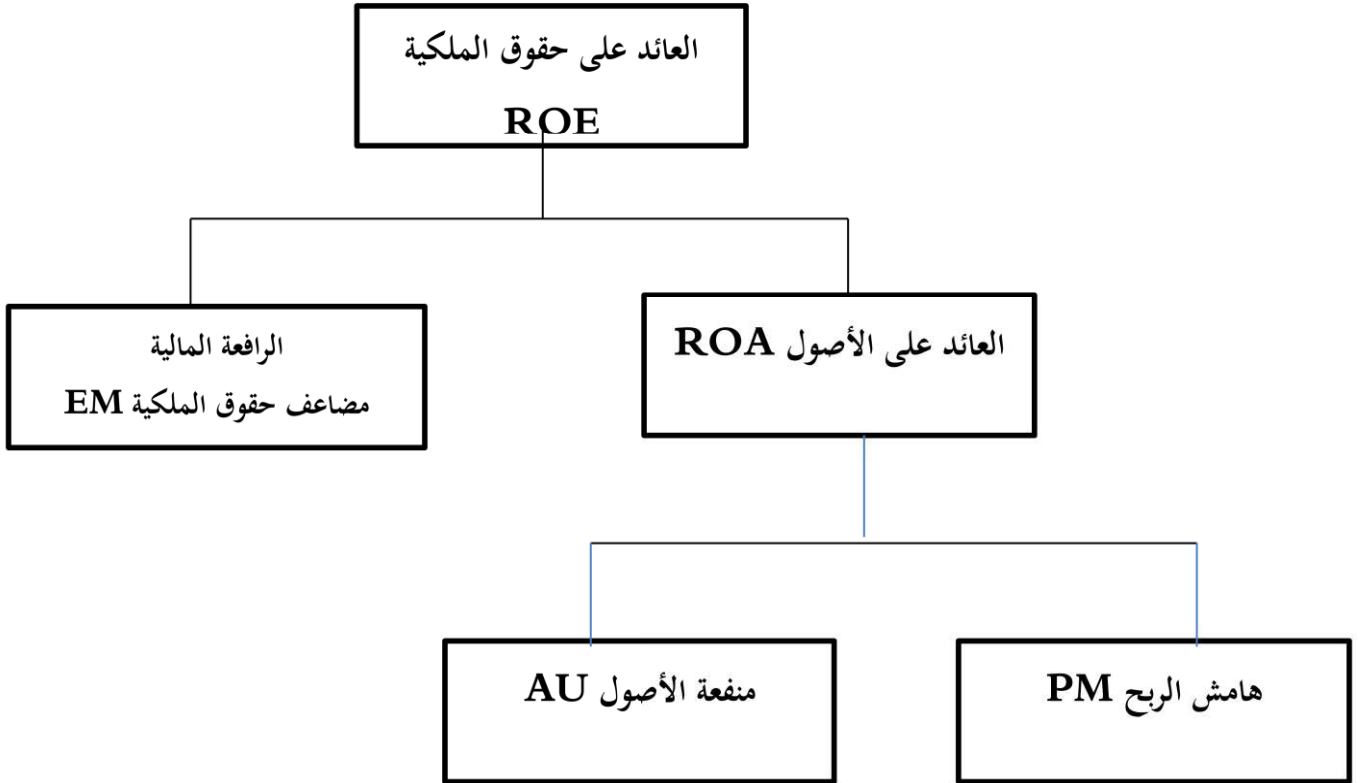 العائد على حقوق الملكية
ROE
العائد على الأصول ROA
الرافعة المالية
مضاعف حقوق الملكية EM
هامش الربح PM
منفعة الأصول AU